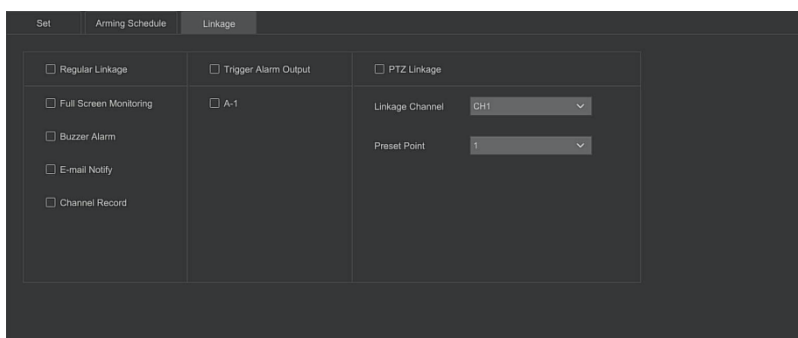 Set Arming Schedule Linkage
Regular Linkage Trigger Alarm Output PTZ Linkage
Full Screen Monitoring A-1 Linkage Channel CH1
Buzzer Alarm Preset Point 1
E-mail Notify
Channel Record